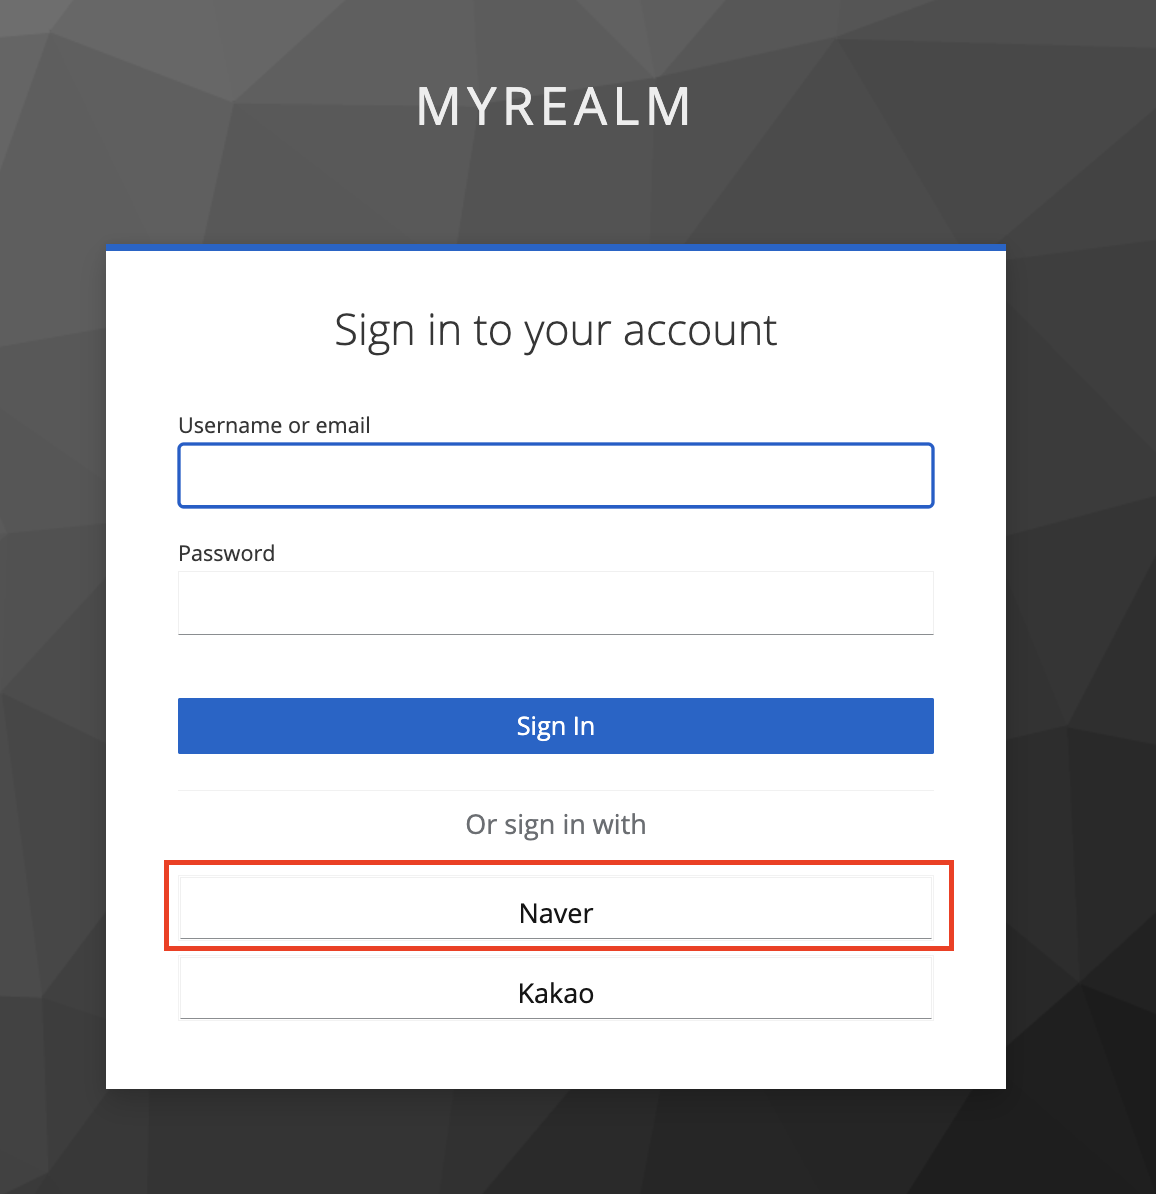 MYREALM
Sign in to your account
Username or email
Password
Sign In
Or sign in with
Naver
Kakao